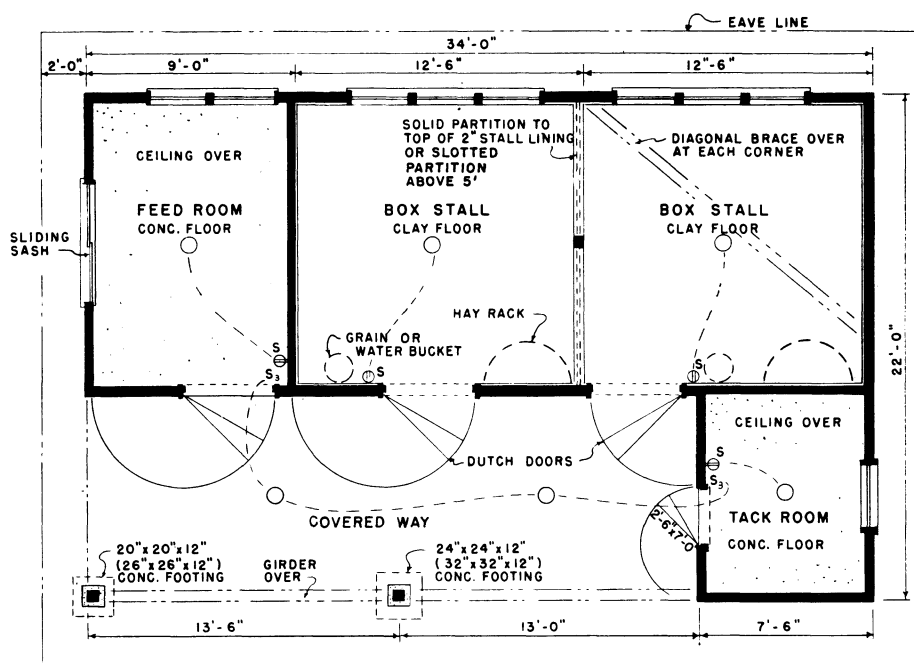 EAVE LINE
34'-0"
2'-0"
9'-0"
12'-6"
12'-6"
SOLID PARTITION TO
TOP OF 2" STALL LINING
OR SLOTTED
PARTITION
ABOVE 5'
DIAGONAL BRACE OVER
AT EACH CORNER
CEILING OVER
FEED ROOM
CONC. FLOOR
BOX STALL
CLAY FLOOR
BOX STALL
CLAY FLOOR
SLIDING
SASH
HAY RACK
GRAIN OR
WATER BUCKET
S
S3
S
S
22'-0"
CEILING OVER
DUTCH DOORS
S
S3
TACK ROOM
CONC. FLOOR
2'-6"x7'-0
COVERED WAY
20"x20"x12"
(26"x26"x12")
CONC. FOOTING
GIRDER
OVER
24"x24"x12"
(32"x32"x12")
CONC. FOOTING
13'-6"
13'-0"
7'-6"